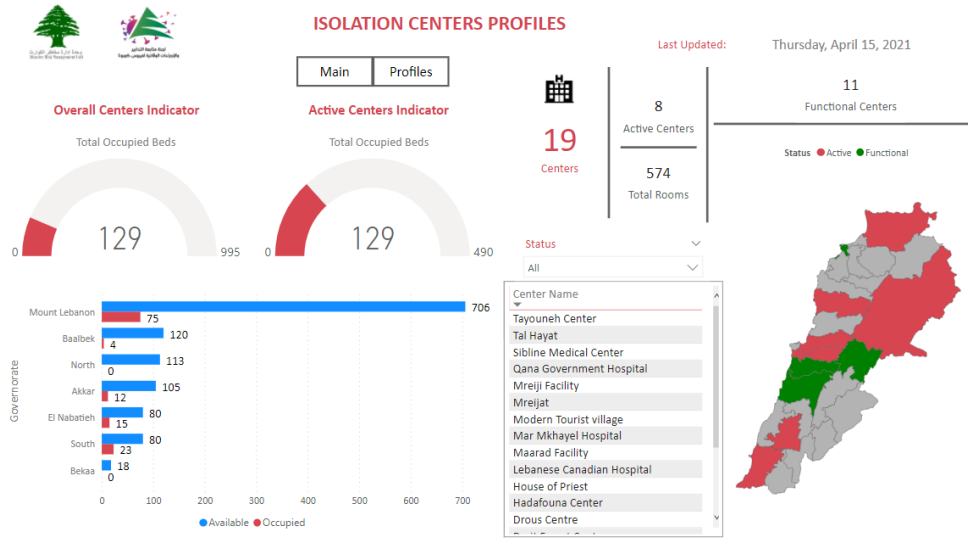 ISOLATION CENTERS PROFILES
Last Updated:
Thursday, April 15, 2021
Main
Profiles
Overall Centers Indicator
Total Occupied Beds
129
0
995
Active Centers Indicator
Total Occupied Beds
129
0
490
19
Centers
8
Active Centers
574
Total Rooms
11
Functional Centers
Status Active Functional
Status
All
Center Name
Tayouneh Center
Tal Hayat
Sibline Medical Center
Qana Government Hospital
Mreiji Facility
Mreijat
Modern Tourist village
Mar Mkhayel Hospital
Maarad Facility
Lebanese Canadian Hospital
House of Priest
Hadafouna Center
Drous Centre
Governorate
Mount Lebanon
706
75
Baalbek
120
4
North
113
0
Akkar
105
12
El Nabatieh
80
15
South
80
23
Bekaa
18
0
0 100 200 300 400 500 600 700
Available Occupied